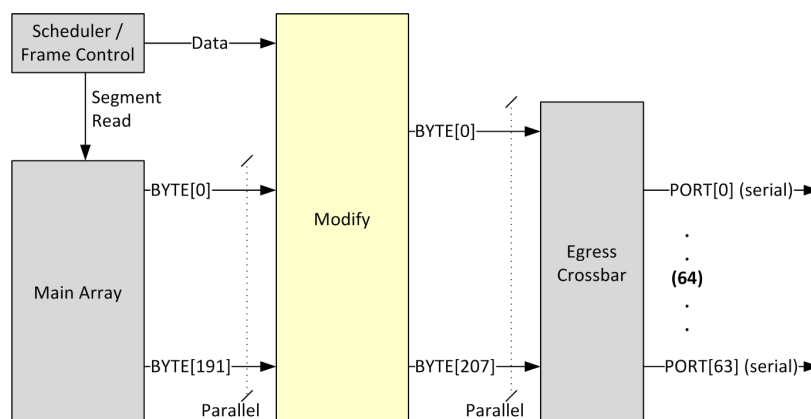 Scheduler /
Frame Control
Data
Segment
Read
BYTE[0]
BYTE[0]
PORT[0] (serial)
Modify
Main Array
Egress
Crossbar
(64)
BYTE[191]
BYTE[207]
PORT[63] (serial)
Parallel
Parallel